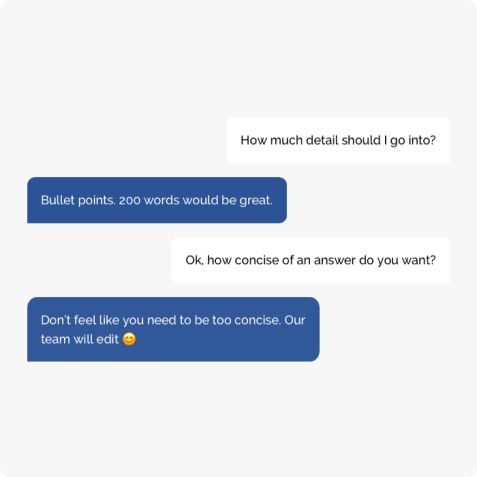 How much detail should I go into?
Bullet points. 200 words would be great.
Ok, how concise of an answer do you want?
Don't feel like you need to be too concise. Our
team will edit 😊